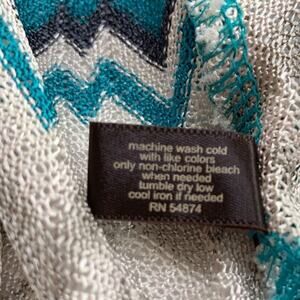 machine wash cold
with like colors
only non-chlorine bleach
when needed
tumble dry low
cool iron if needed
RN 54874